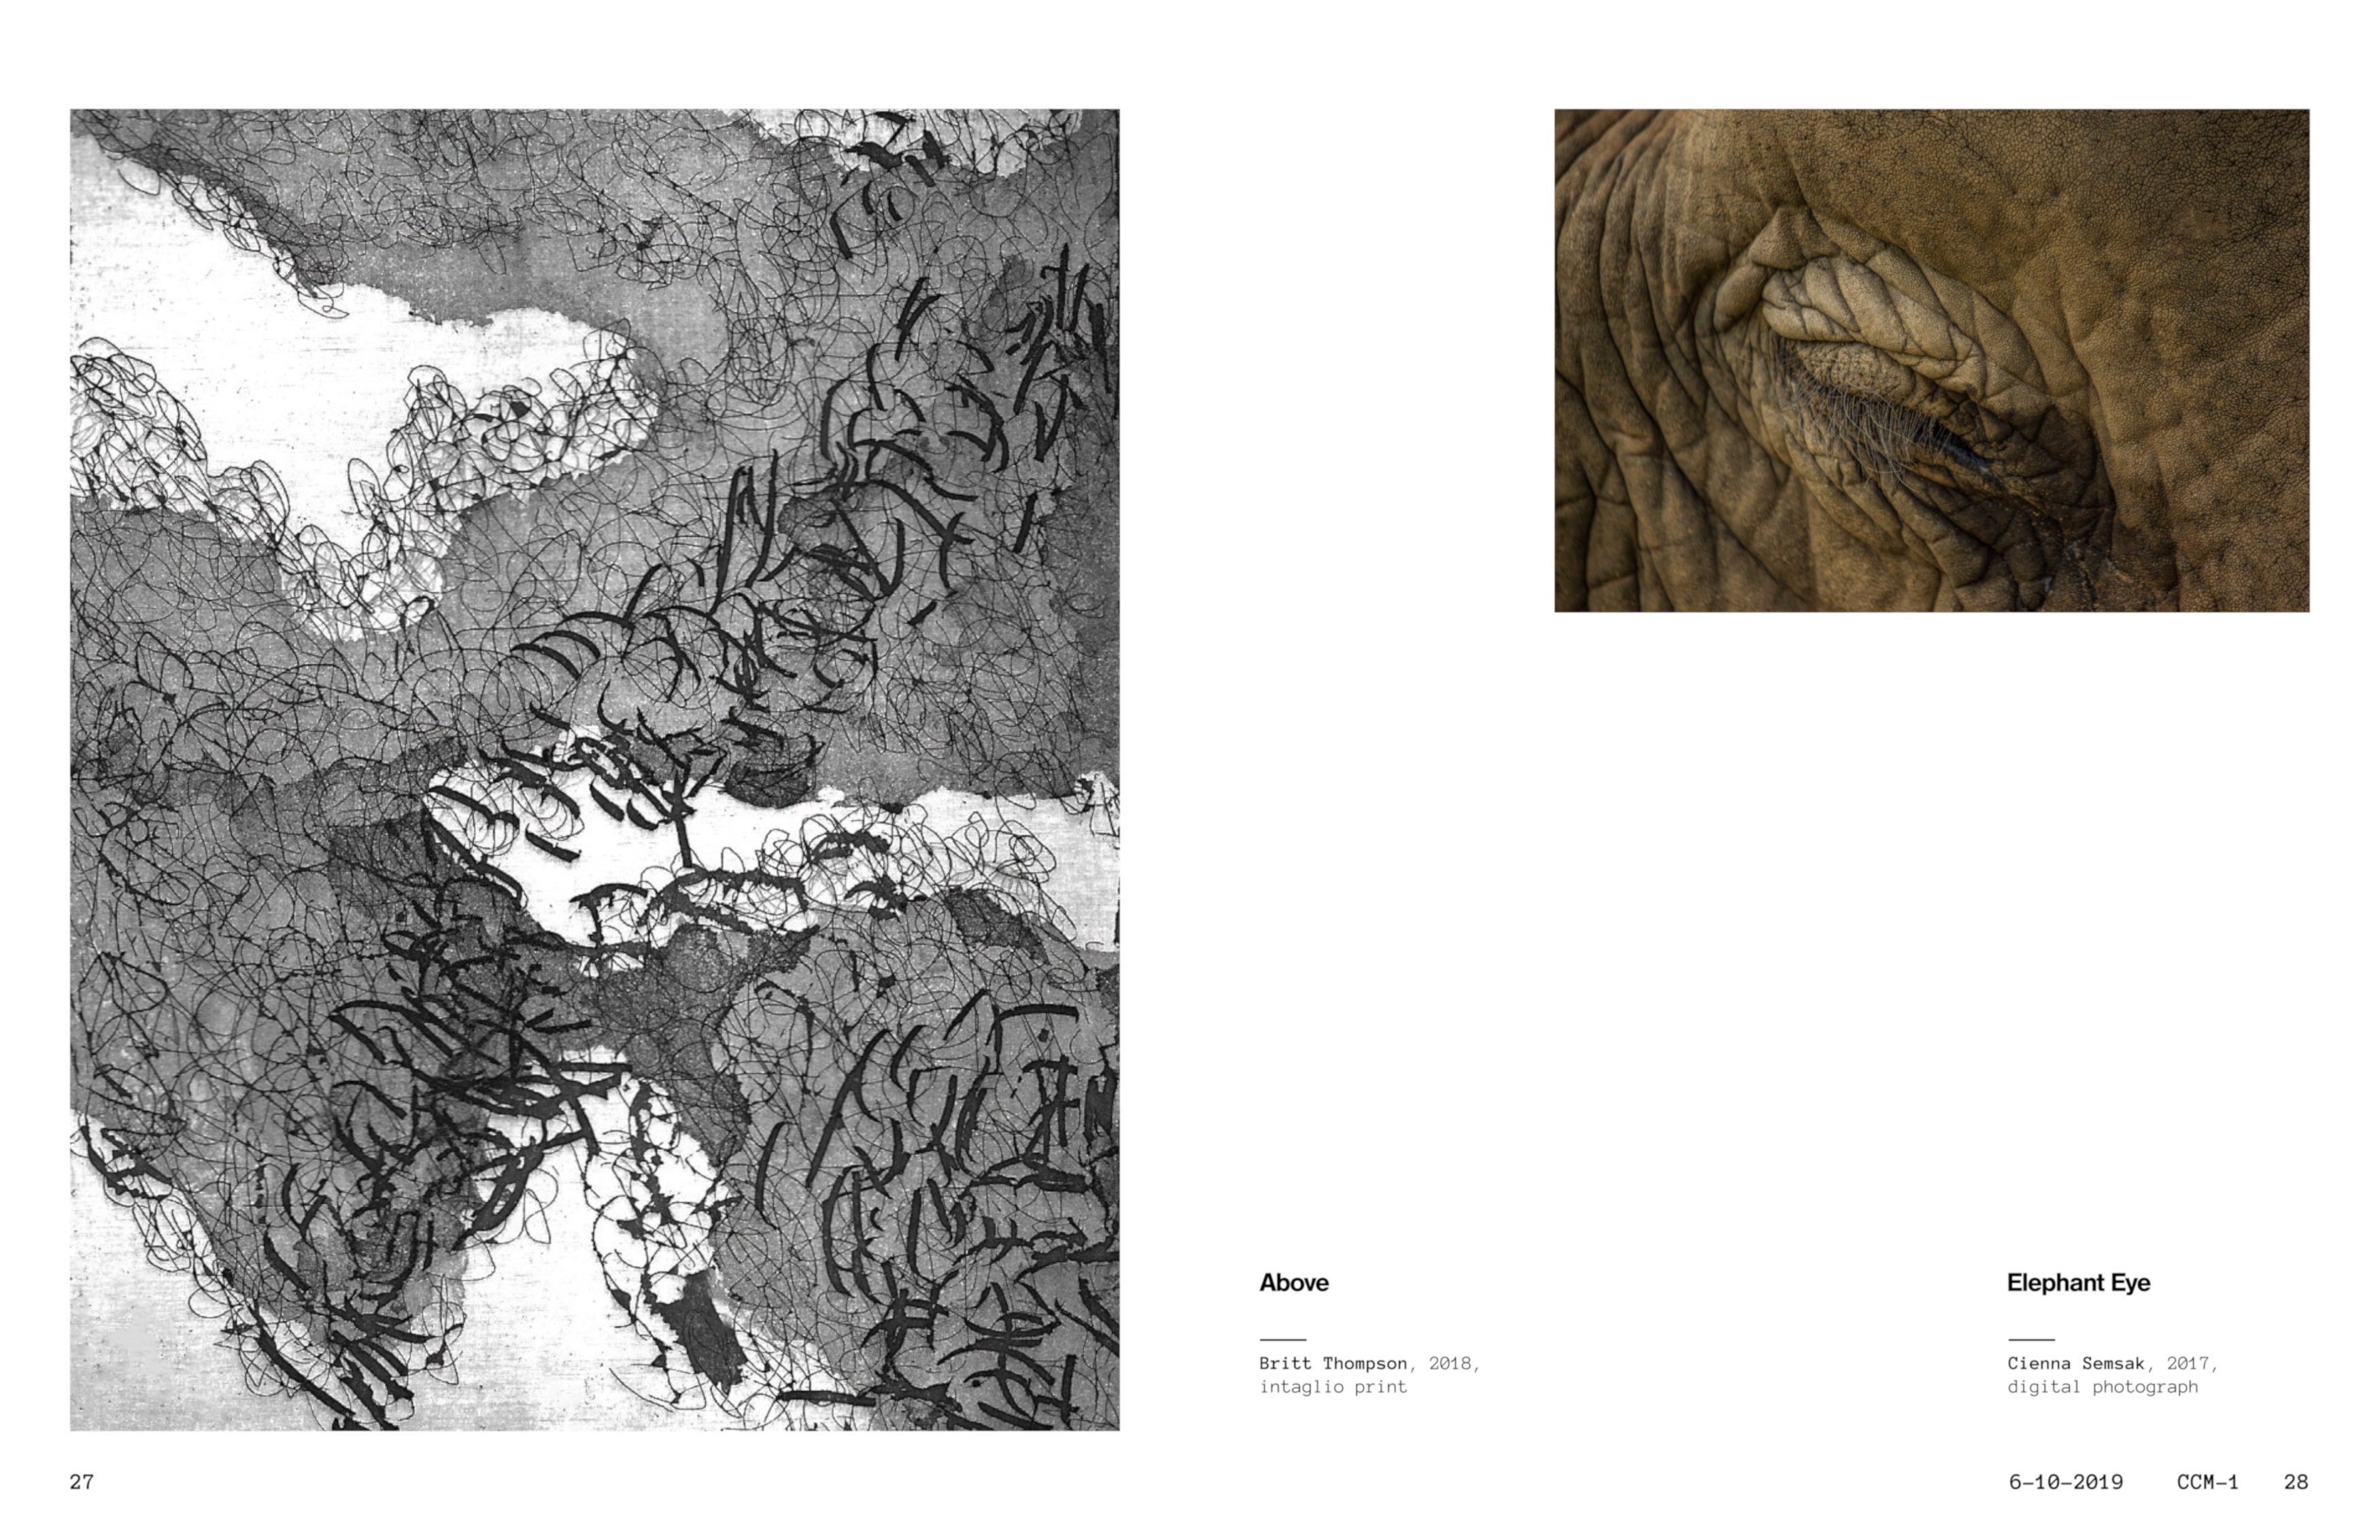 Above
Britt Thompson, 2018,
intaglio print
Elephant Eye
Cienna Semsak, 2017,
digital photograph
27
6-10-2019 CCM-1 28